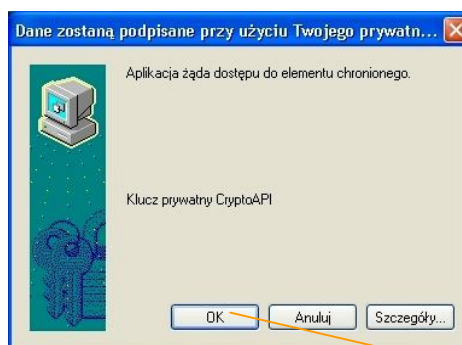 Dane zostaną podpisane przy użyciu Twojego prywatn...
Aplikacja żąda dostępu do elementu chronionego.
Klucz prywatny CryptoAPI
OK Anuluj Szczegóły...